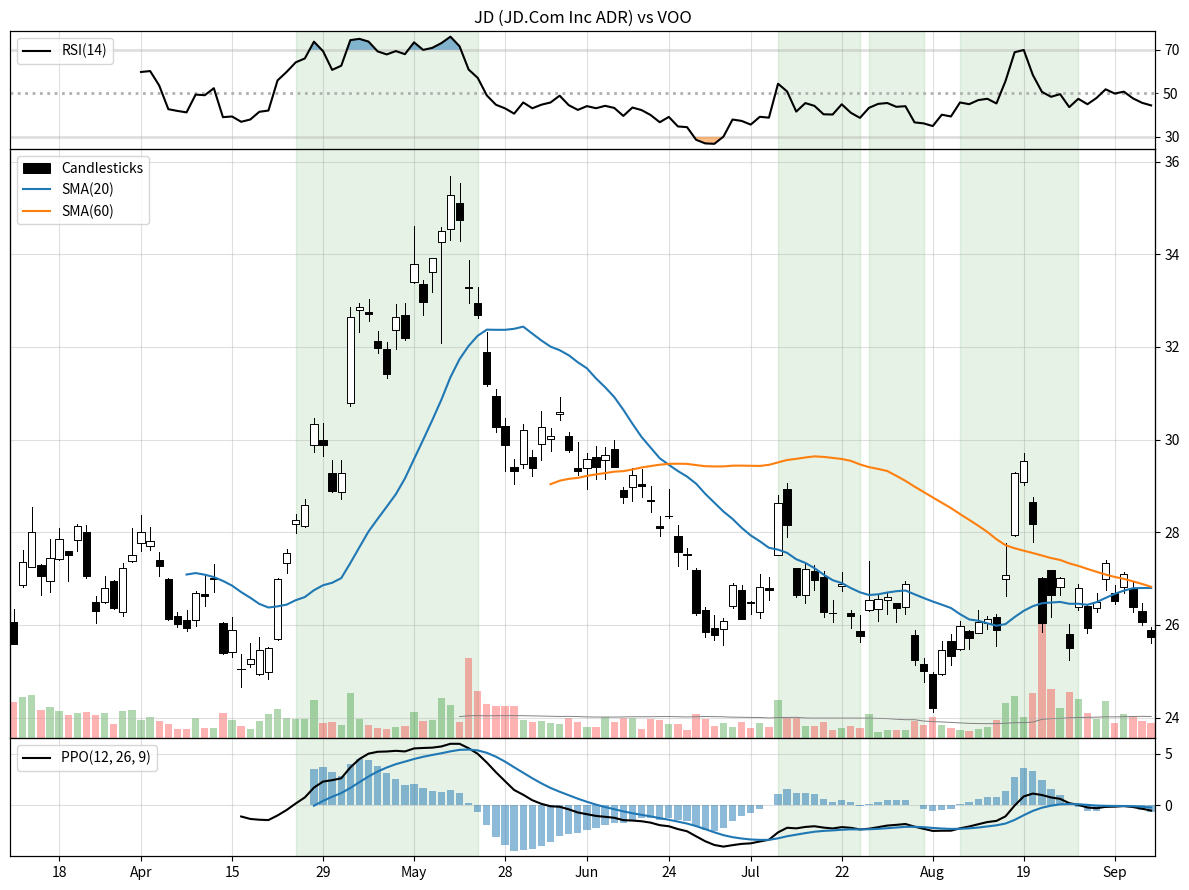 JD (JD.Com Inc ADR) vs VOO
RSI(14)
70
50
30
Candlesticks
SMA(20)
SMA(60)
36
34
32
30
28
26
24
PPO(12, 26, 9)
5
0
18 Apr 15 29 May 28 Jun 24 Jul 22 Aug 19 Sep